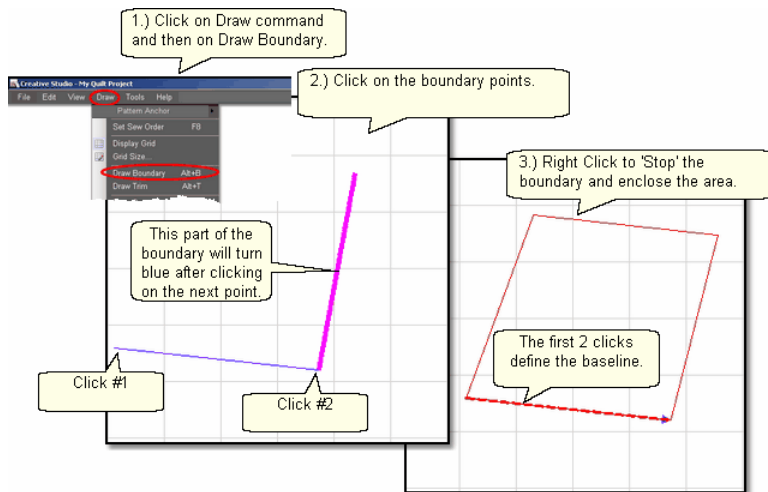 1.) Click on Draw command
and then on Draw Boundary.
Creative Studio - My Quilt Project
File Edit View Draw Tools Help
Pattern Anchor
Set Sew Order F8
Display Grid
Grid Size...
Draw Boundary Alt+B
Draw Trim Alt+T
2.) Click on the boundary points.
This part of the
boundary will turn
blue after clicking
on the next point.
Click #1
Click #2
3.) Right Click to 'Stop' the
boundary and enclose the area.
The first 2 clicks
define the baseline.